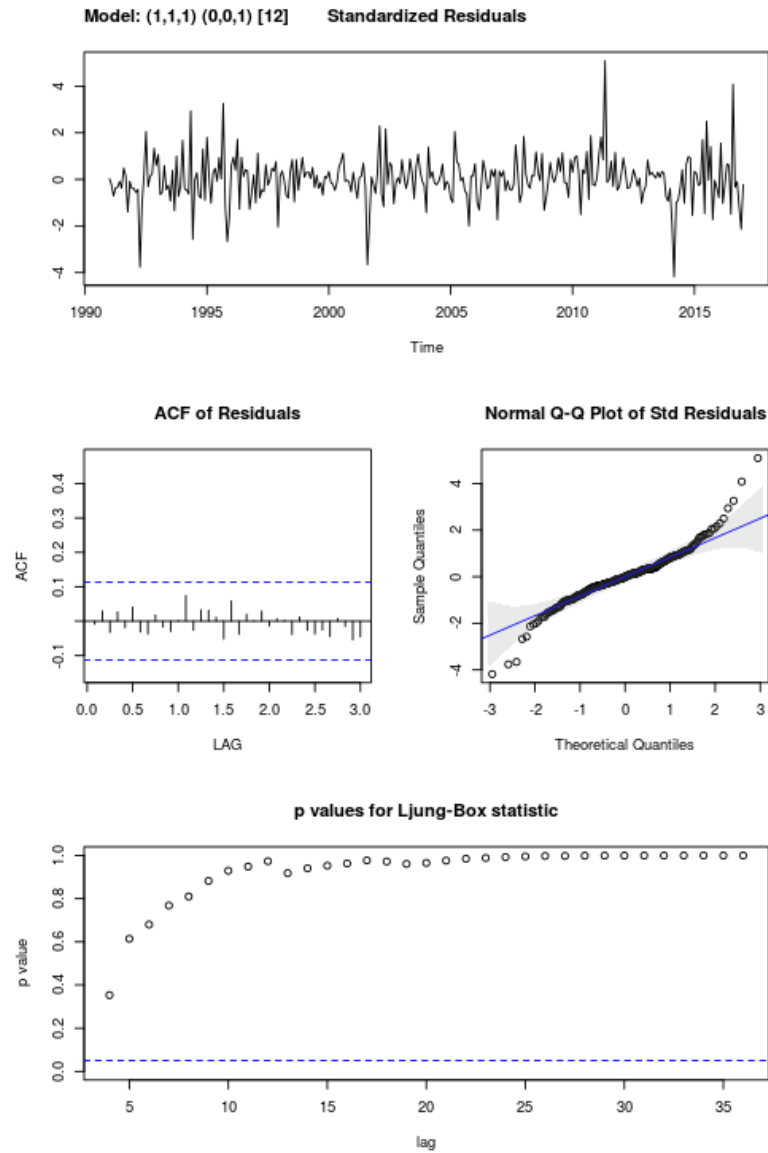 Model: (1,1,1) (0,0,1) [12] Standardized Residuals
4
2
0
-2
-4
1990 1995 2000 2005 2010 2015
Time
ACF of Residuals
ACF
0.4
0.3
0.2
0.1
-0.1
0.0 0.5 1.0 1.5 2.0 2.5 3.0
LAG
Normal Q-Q Plot of Std Residuals
Sample Quantiles
4
2
0
-2
-4
-3 -2 -1 0 1 2 3
Theoretical Quantiles
p values for Ljung-Box statistic
p value
1.0
0.8
0.6
0.4
0.2
0.0
5 10 15 20 25 30 35
lag